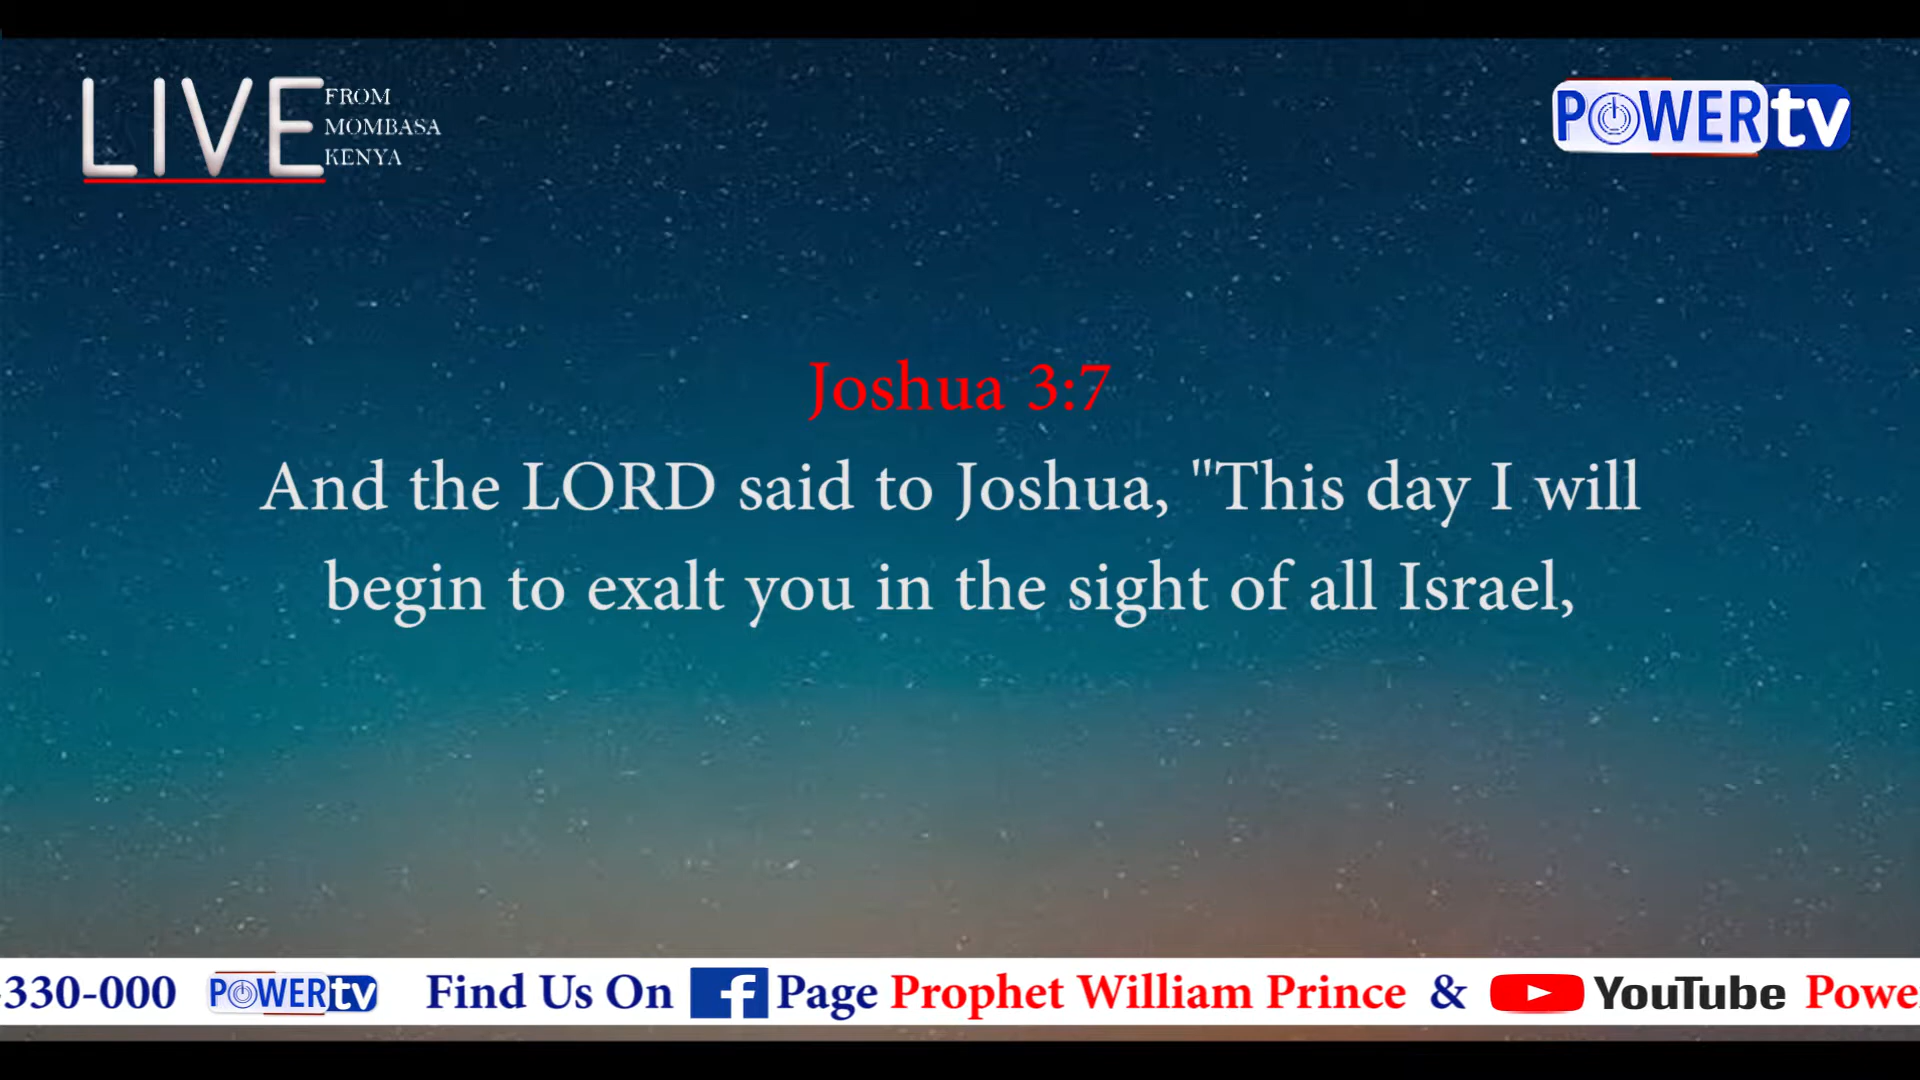 LIVE
FROM
MOMBASA
KENYA
POWERtv
Joshua 3:7
And the LORD said to Joshua, "This day I will
begin to exalt you in the sight of all Israel,
-330-000 POWERtv Find Us On f Page Prophet William Prince & YouTube Powe